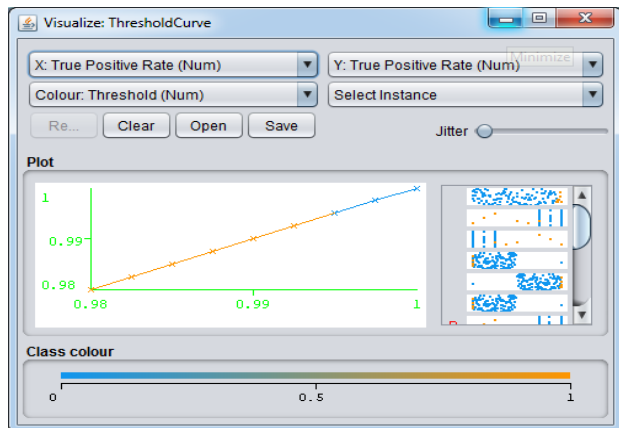 Visualize: ThresholdCurve
X: True Positive Rate (Num)
Y: True Positive Rate (Num)
Minimize
Colour: Threshold (Num)
Select Instance
Re...
Clear
Open
Save
Jitter
Plot
1
0.99
0.98
0.98
0.99
1
Class colour
0
0.5
1